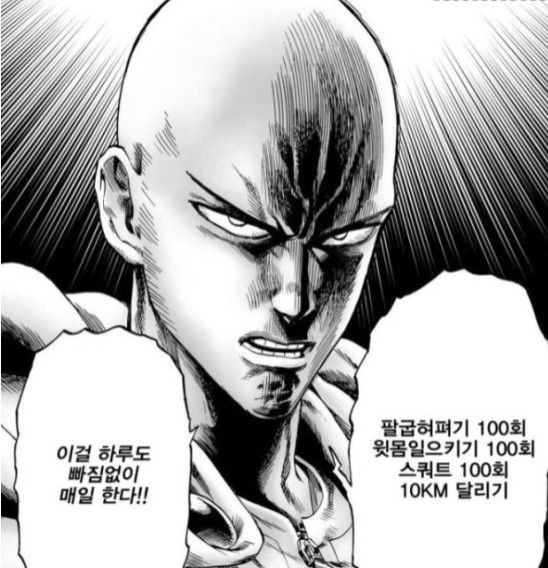 팔굽혀펴기 100회
윗몸일으키기 100회
스쿼트 100회
10KM 달리기
이걸 하루도
빠짐없이
매일 한다!!